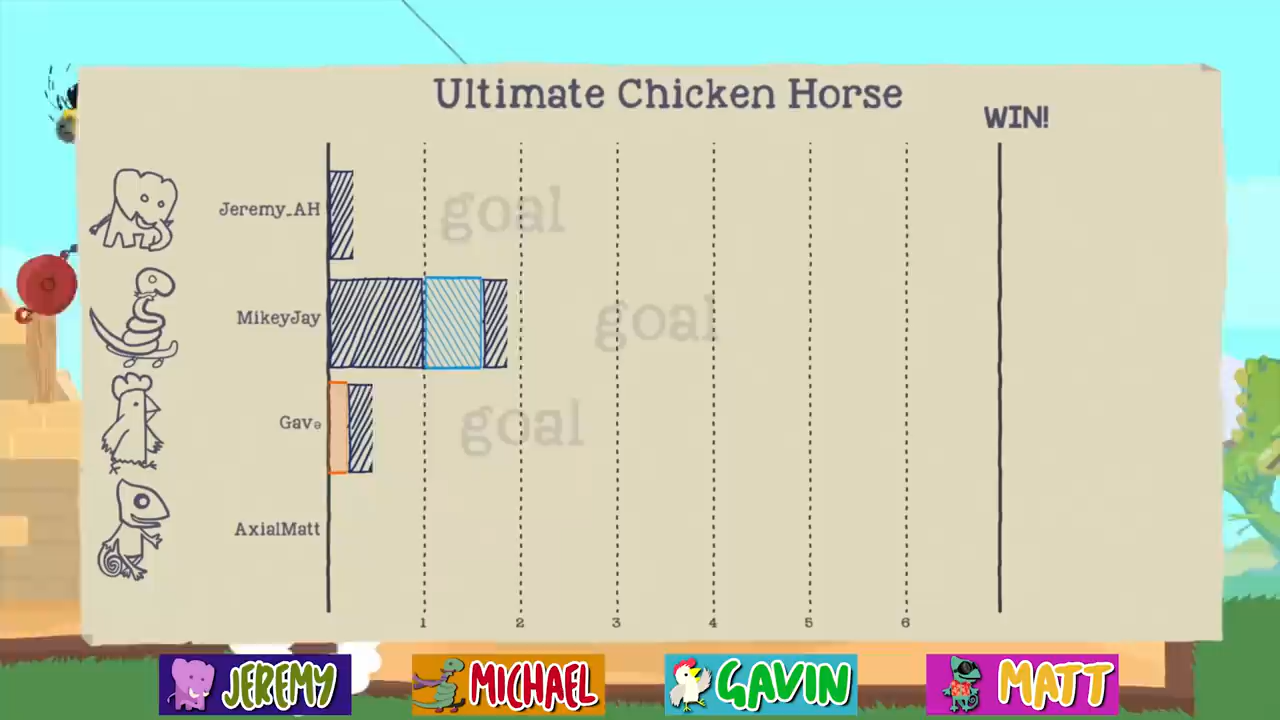 Ultimate Chicken Horse
WIN!
Jeremy_AH
goal
MikeyJay
goal
Gavə
goal
AxialMatt
1 2 3 4 5 6
JEREMY MICHAEL GAVIN MATT